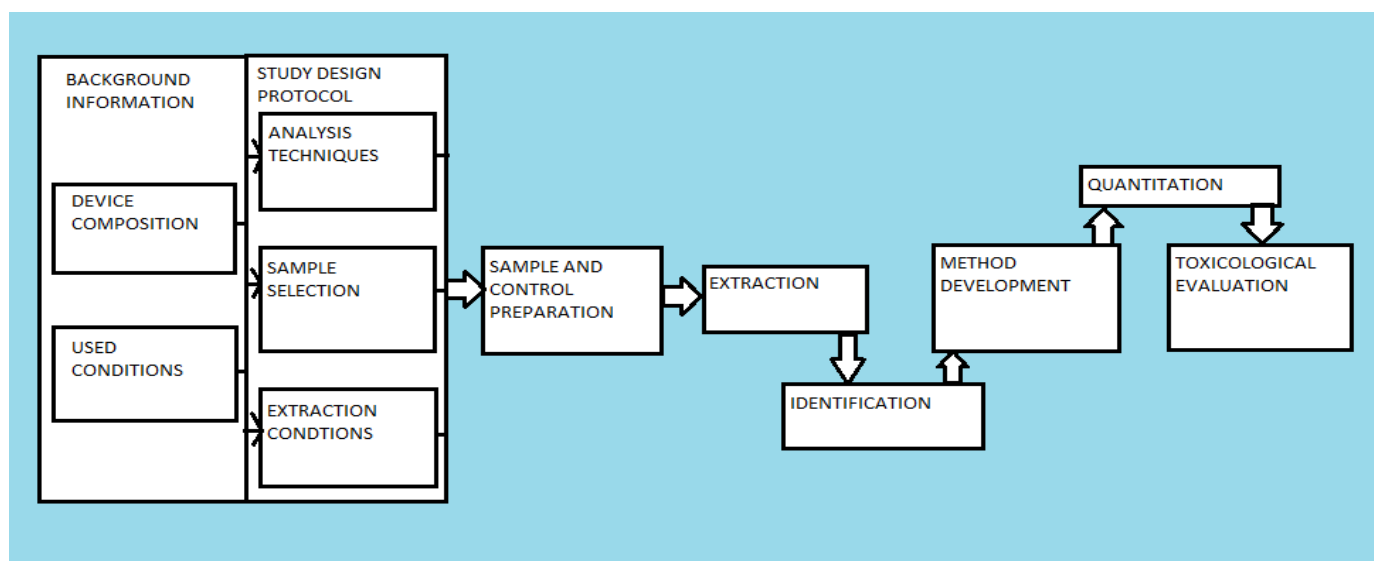 BACKGROUND
INFORMATION
DEVICE
COMPOSITION
USED
CONDITIONS
STUDY DESIGN
PROTOCOL
ANALYSIS
TECHNIQUES
SAMPLE
SELECTION
EXTRACTION
CONDTIONS
SAMPLE AND
CONTROL
PREPARATION
EXTRACTION
IDENTIFICATION
METHOD
DEVELOPMENT
QUANTITATION
TOXICOLOGICAL
EVALUATION